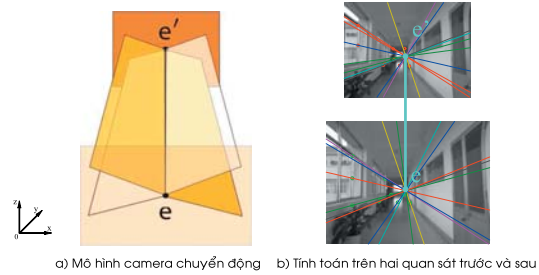 e'
e
z
y
0
x
e'
e
a) Mô hình camera chuyển động
b) Tính toán trên hai quan sát trước và sau